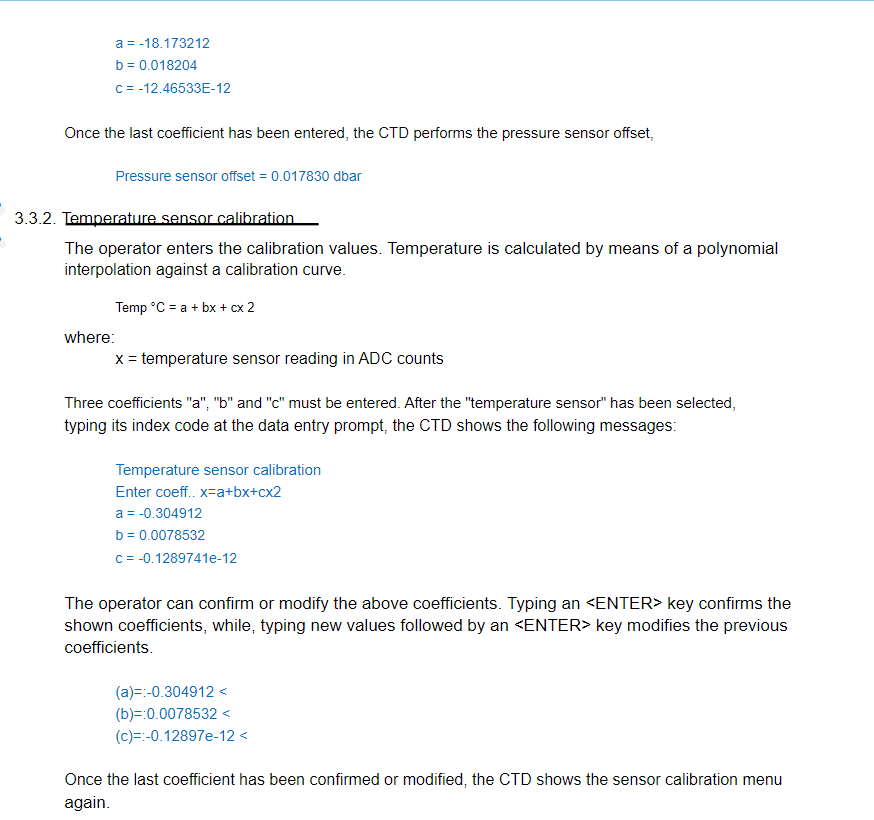 a = -18.173212
b = 0.018204
c = -12.46533E-12
Once the last coefficient has been entered, the CTD performs the pressure sensor offset,
Pressure sensor offset = 0.017830 dbar
3.3.2. Temperature sensor calibration
The operator enters the calibration values. Temperature is calculated by means of a polynomial
interpolation against a calibration curve.
Temp °C = a + bx + cx 2
where:
x = temperature sensor reading in ADC counts
Three coefficients "a", "b" and "c" must be entered. After the "temperature sensor" has been selected,
typing its index code at the data entry prompt, the CTD shows the following messages:
Temperature sensor calibration
Enter coeff.. x=a+bx+cx2
a = -0.304912
b = 0.0078532
c = -0.1289741e-12
The operator can confirm or modify the above coefficients. Typing an <ENTER> key confirms the
shown coefficients, while, typing new values followed by an <ENTER> key modifies the previous
coefficients.
(a)=:-0.304912 <
(b)=:0.0078532 <
(c)=:-0.12897e-12 <
Once the last coefficient has been confirmed or modified, the CTD shows the sensor calibration menu
again.